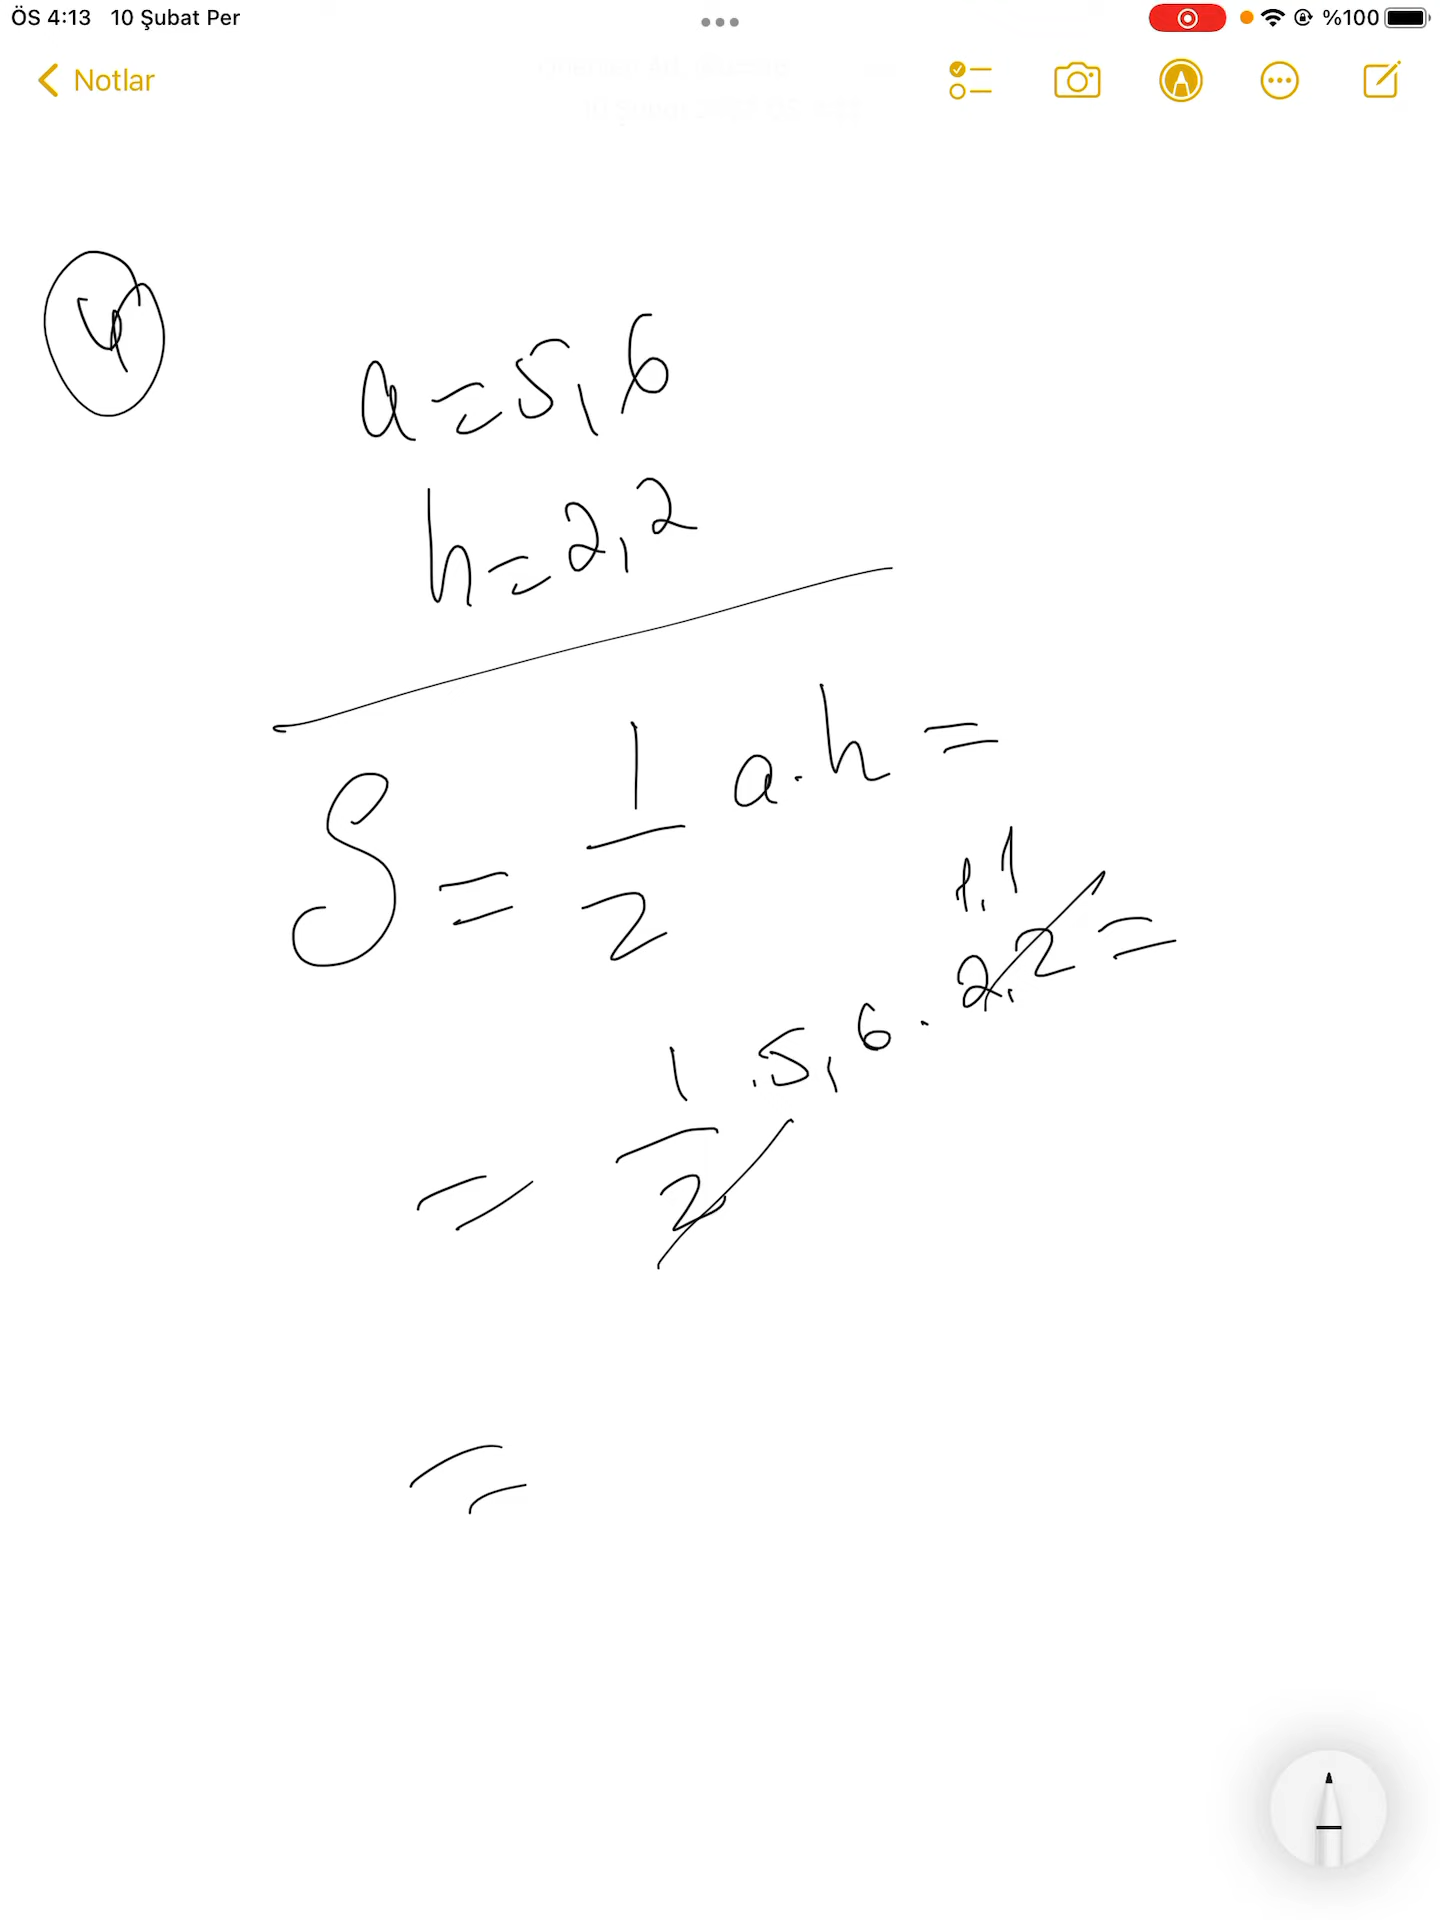 ÖS 4:13 10 Şubat Per %100
Notlar
4
a=5,6
h=2,2
S = 1/2 a.h =
1,1
= 1/2 .5,6 . 2,2 =
=